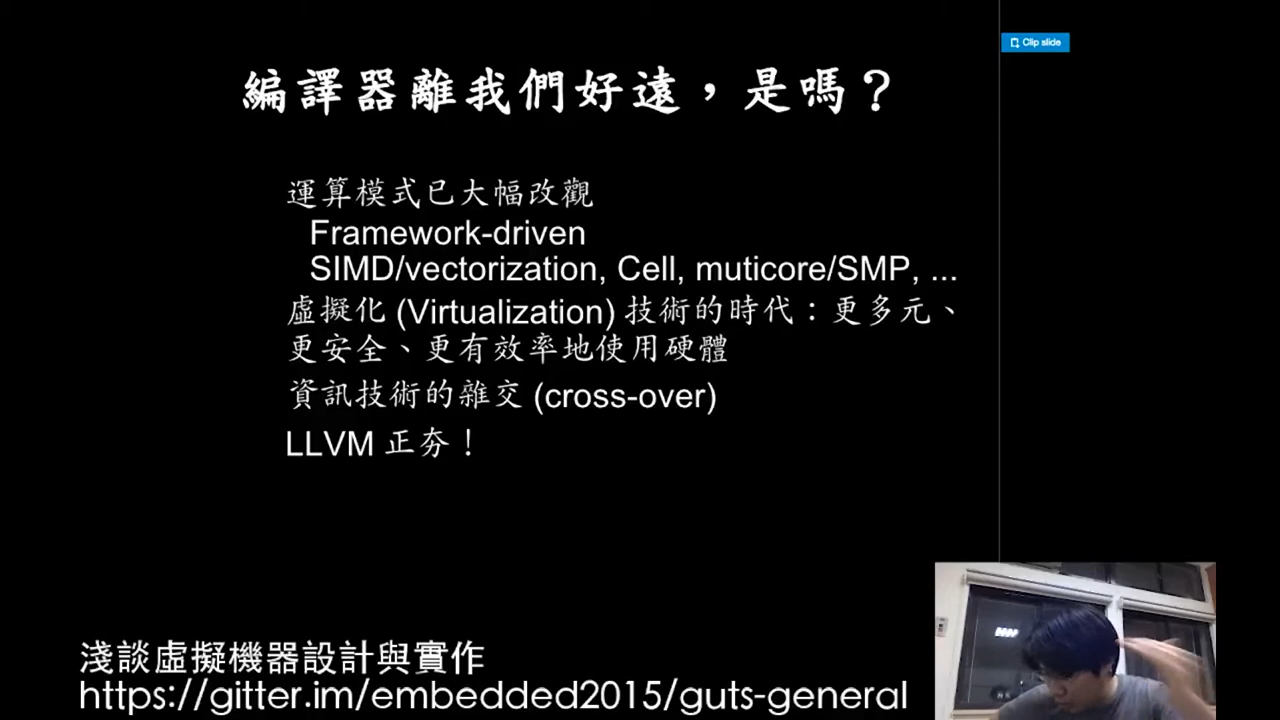 Clip slide
編譯器離我們好遠，是嗎？
運算模式已大幅改觀
Framework-driven
SIMD/vectorization, Cell, muticore/SMP, ...
虛擬化 (Virtualization) 技術的時代：更多元、
更安全、更有效率地使用硬體
資訊技術的雜交 (cross-over)
LLVM 正夯！
淺談虛擬機器設計與實作
https://gitter.im/embedded2015/guts-general